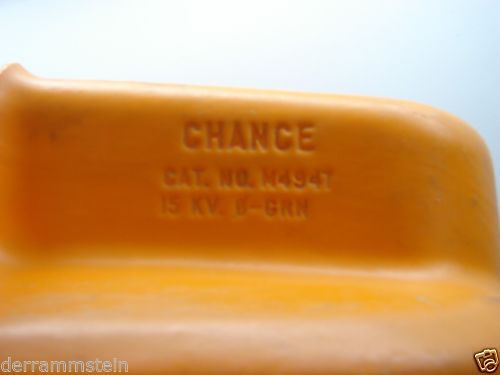 CHANCE
CAT. NO. M4947
15 KV. Ø-GRN
derrammstein